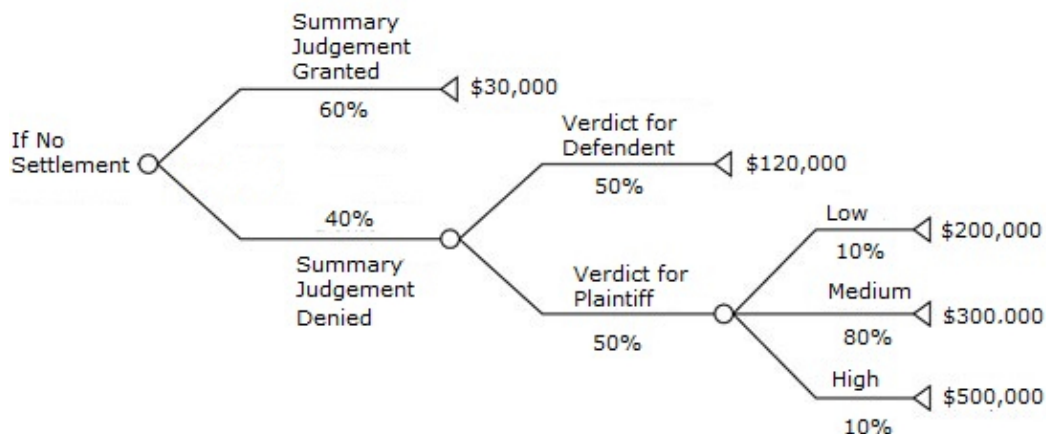 Summary
Judgement
Granted
60%
$30,000
If No
Settlement
40%
Summary
Judgement
Denied
Verdict for
Defendent
50%
$120,000
Verdict for
Plaintiff
50%
Low
10%
$200,000
Medium
80%
$300.000
High
10%
$500,000